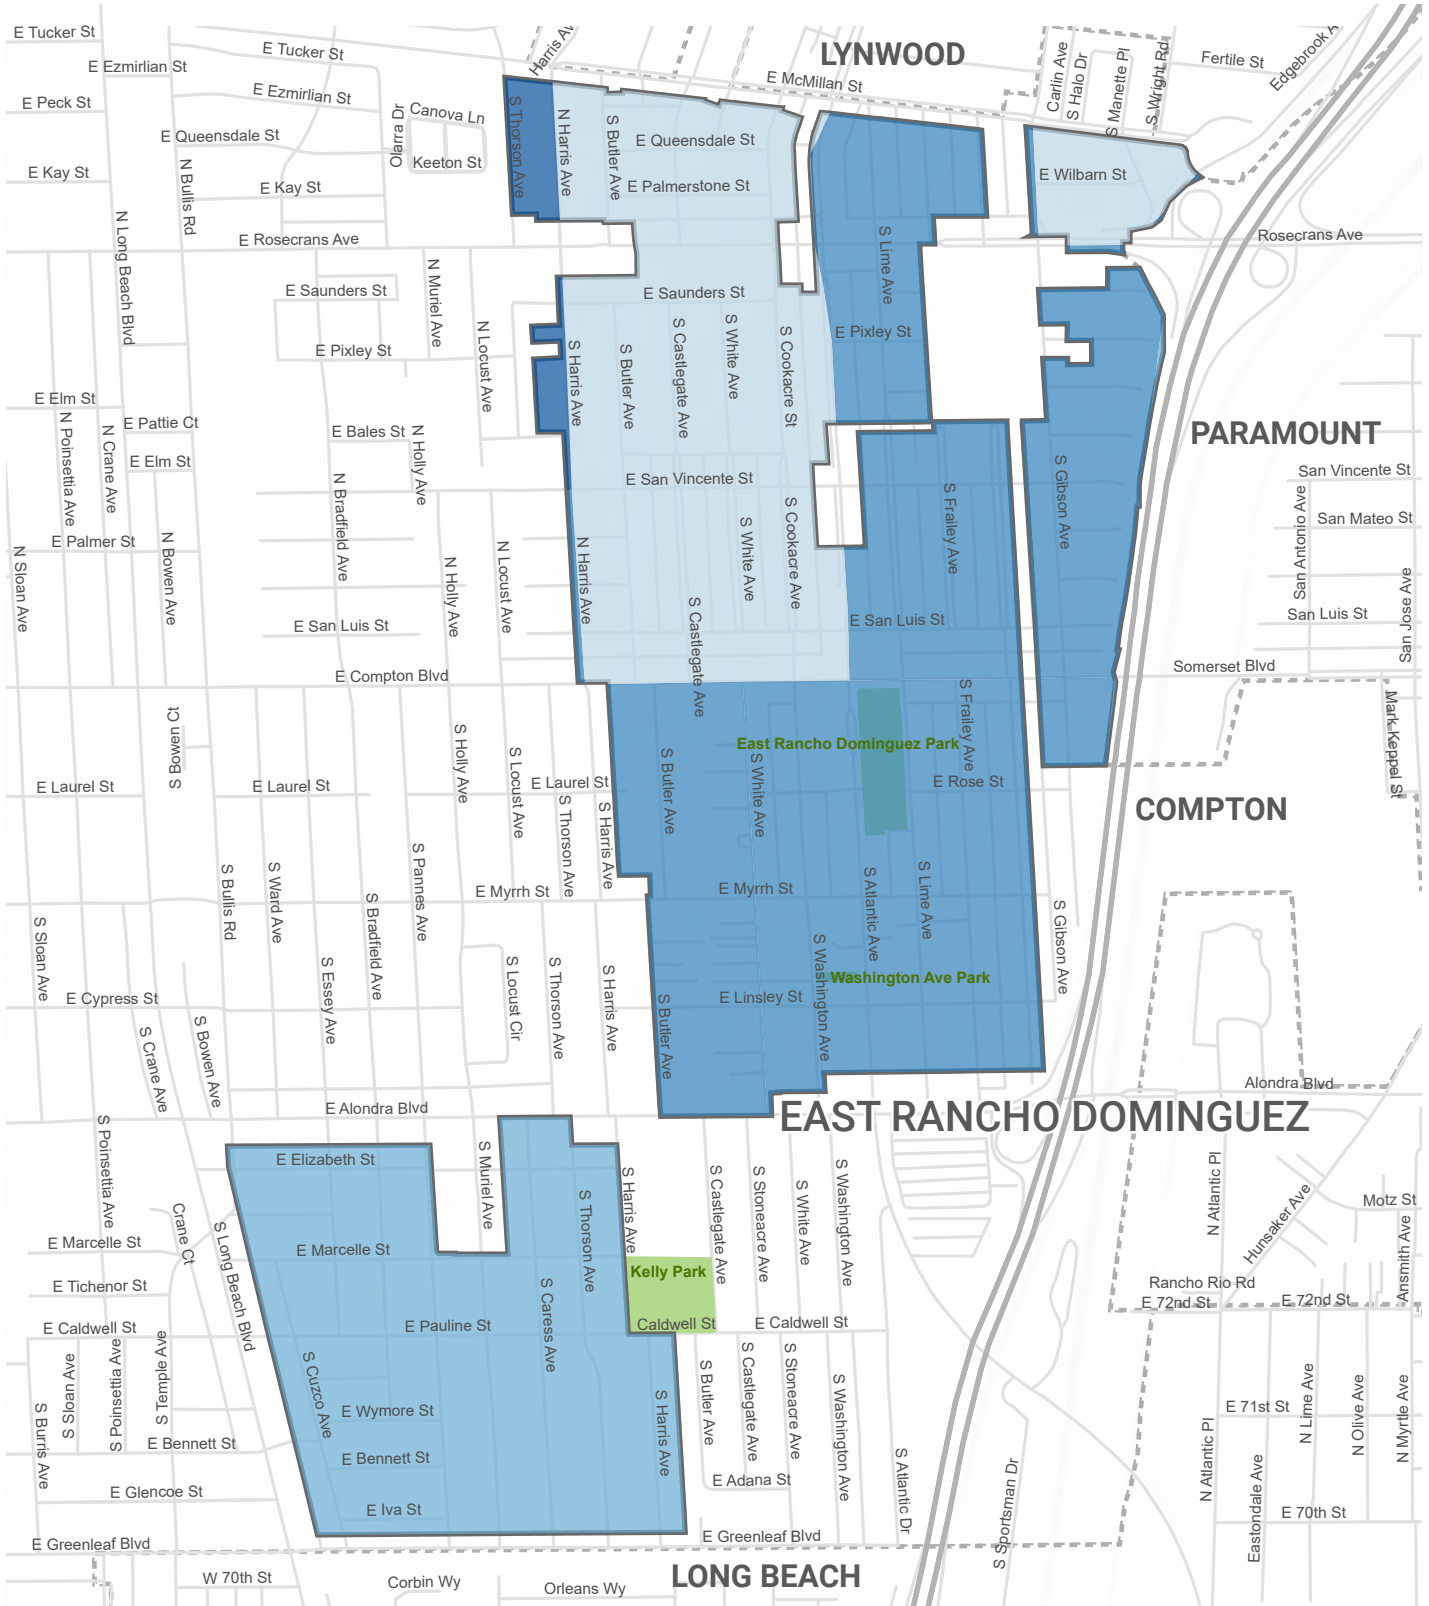 E Tucker St
Harris Av
LYNWOOD
E Tucker St
E Ezmirlian St
E McMillan St
Carlin Ave
S Halo Dr
S Manette Pl
S Wright Rd
Fertile St
Edgebrook A
E Peck St
E Ezmirlian St
Canova Ln
Olarra Dr
S Thorson Ave
N Harris Ave
S Butler Ave
E Queensdale St
E Queensdale St
Keeton St
E Kay St
N Bullis Rd
E Kay St
E Palmerstone St
E Wilbarn St
N Long Beach Blvd
E Rosecrans Ave
S Lime Ave
Rosecrans Ave
N Muriel Ave
E Saunders St
E Saunders St
N Locust Ave
E Pixley St
S Harris Ave
S Butler Ave
S Castlegate Ave
S White Ave
S Cookacre St
E Pixley St
E Elm St
N Poinsettia Ave
N Crane Ave
E Pattie Ct
E Bales St
N Holly Ave
PARAMOUNT
E Elm St
N Bradfield Ave
E San Vincente St
S Frailey Ave
S Gibson Ave
San Vincente St
San Antonio Ave
San Mateo St
E Palmer St
N Sloan Ave
N Bowen Ave
N Holly Ave
N Locust Ave
N Harris Ave
S White Ave
S Cookacre Ave
S Castlegate Ave
E San Luis St
E San Luis St
San Luis St
San Jose Ave
E Compton Blvd
Somerset Blvd
S Bowen Ct
S Frailey Ave
Mark Keppel St
S Holly Ave
S Locust Ave
East Rancho Dominguez Park
S Butler Ave
S White Ave
E Laurel St
E Laurel St
E Laurel St
E Rose St
S Thorson Ave
S Harris Ave
COMPTON
S Pannes Ave
E Myrrh St
E Myrrh St
S Bullis Rd
S Ward Ave
S Bradfield Ave
S Atlantic Ave
S Lime Ave
S Gibson Ave
S Sloan Ave
S Essey Ave
S Locust Cir
S Thorson Ave
S Harris Ave
S Washington Ave
Washington Ave Park
E Cypress St
S Butler Ave
E Linsley St
S Crane Ave
S Bowen Ave
Alondra Blvd
E Alondra Blvd
EAST RANCHO DOMINGUEZ
S Poinsettia Ave
E Elizabeth St
S Muriel Ave
S Thorson Ave
S Harris Ave
S Castlegate Ave
S Stoneacre Ave
S White Ave
S Washington Ave
N Atlantic Pl
Hunsaker Ave
Motz St
Ansmith Ave
Crane Ct
S Long Beach Blvd
E Marcelle St
E Marcelle St
Kelly Park
E Tichenor St
S Caress Ave
Rancho Rio Rd
E 72nd St
E 72nd St
E Caldwell St
E Pauline St
Caldwell St
E Caldwell St
S Sloan Ave
S Poinsettia Ave
S Temple Ave
S Cuzco Ave
S Burris Ave
E Wymore St
S Harris Ave
S Butler Ave
S Castlegate Ave
S Stoneacre Ave
S Washington Ave
E 71st St
N Lime Ave
N Olive Ave
N Myrtle Ave
E Bennett St
E Bennett St
N Atlantic Pl
Eastondale Ave
E Glencoe St
E Adana St
S Atlantic Dr
S Sportsman Dr
E Iva St
E 70th St
E Greenleaf Blvd
E Greenleaf Blvd
W 70th St
Corbin Wy
Orleans Wy
LONG BEACH